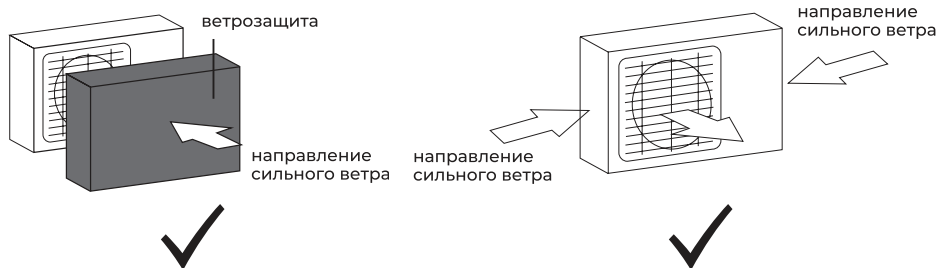 ветрозащита
направление
сильного ветра
направление
сильного ветра
направление
сильного ветра